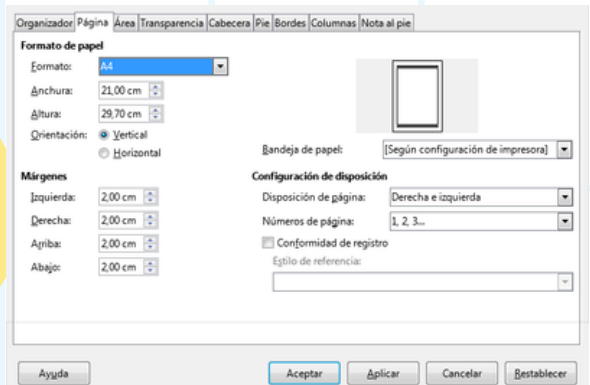 Organizador Página Área Transparencia Cabecera Pie Bordes Columnas Nota al pie
Formato de papel
Formato: A4
Anchura: 21,00 cm
Altura: 29,70 cm
Orientación: Vertical
Horizontal
Bandeja de papel: [Según configuración de impresora]
Márgenes
Izquierda: 2,00 cm
Derecha: 2,00 cm
Arriba: 2,00 cm
Abajo: 2,00 cm
Configuración de disposición
Disposición de página: Derecha e izquierda
Números de página: 1, 2, 3...
Conformidad de registro
Estilo de referencia:
Ayuda Aceptar Aplicar Cancelar Restablecer